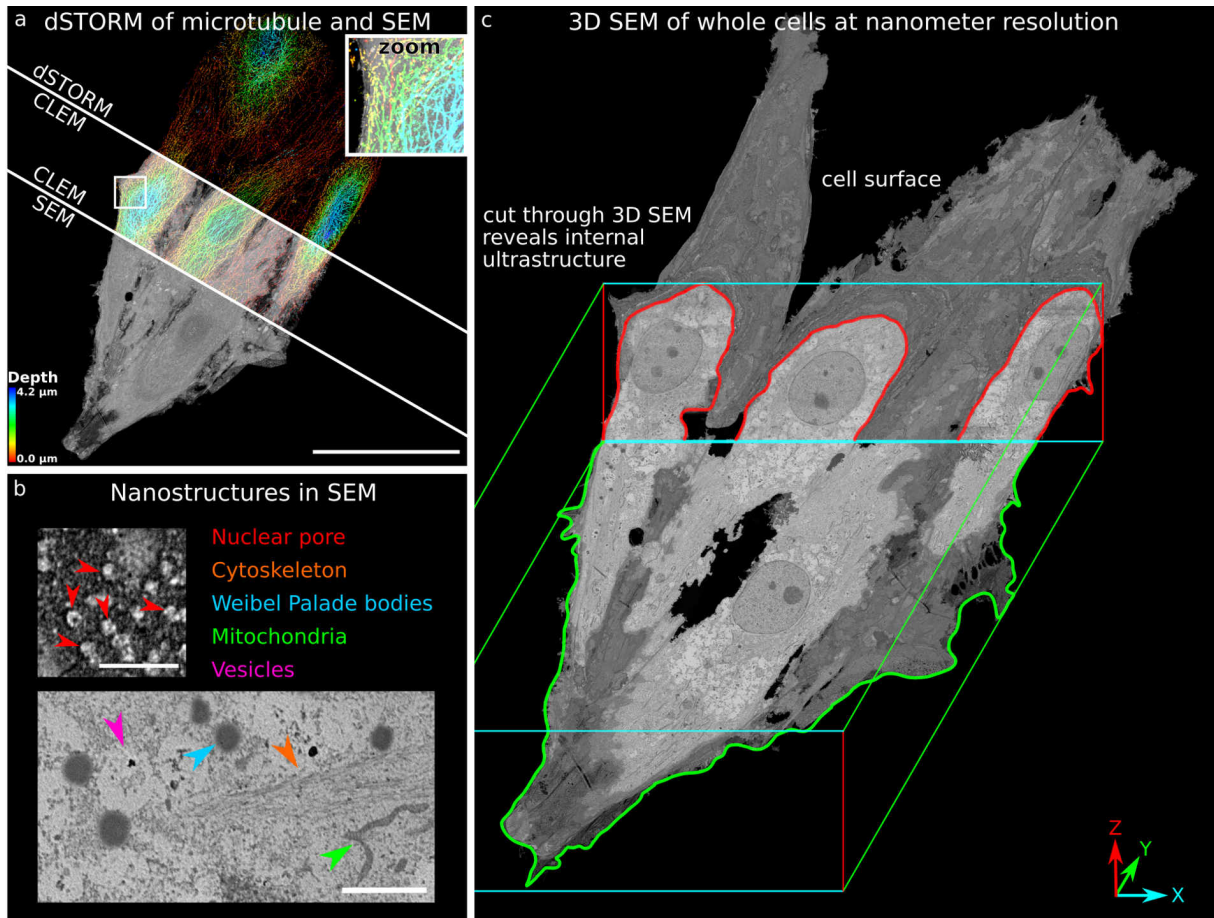 a
dSTORM of microtubule and SEM
zoom
dSTORM
CLEM
CLEM
SEM
Depth
4.2 µm
0.0 µm
b
Nanostructures in SEM
Nuclear pore
Cytoskeleton
Weibel Palade bodies
Mitochondria
Vesicles
c
3D SEM of whole cells at nanometer resolution
cell surface
cut through 3D SEM
reveals internal
ultrastructure
Z
Y
X